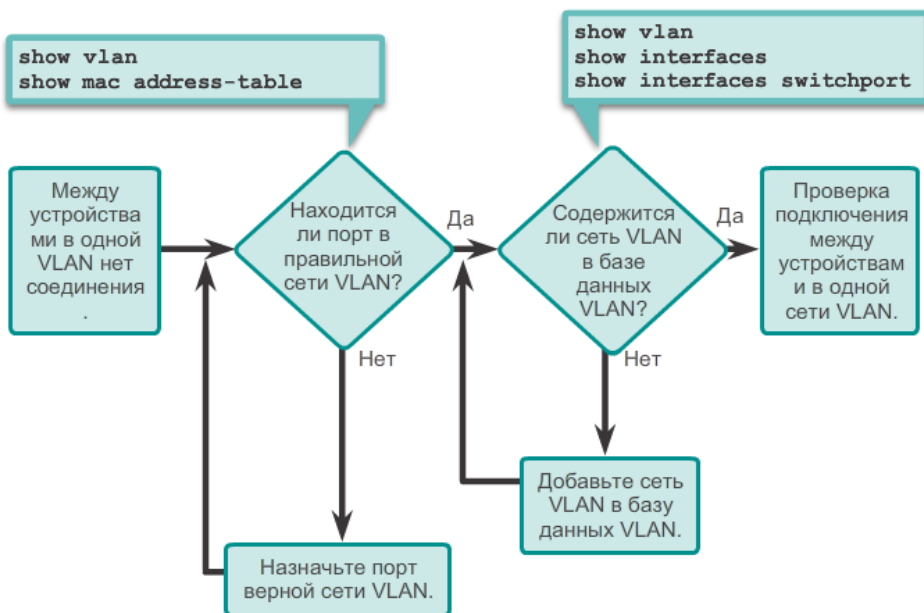 show vlan
show mac address-table
show vlan
show interfaces
show interfaces switchport
Между
устройства
ми в одной
VLAN нет
соединения
.
Находится
ли порт в
правильной
сети VLAN?
Да
Содержится
ли сеть VLAN
в базе
данных
VLAN?
Да
Проверка
подключения
между
устройствам
и в одной
сети VLAN.
Нет
Нет
Добавьте сеть
VLAN в базу
данных VLAN.
Назначьте порт
верной сети VLAN.